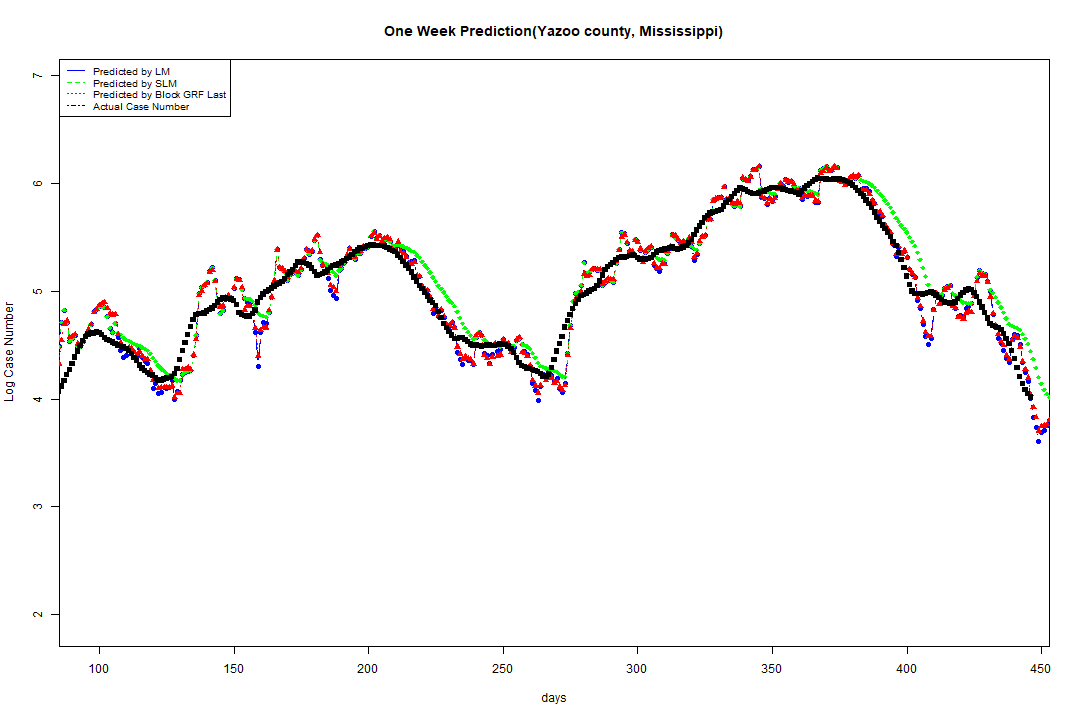 One Week Prediction(Yazoo county, Mississippi)
Predicted by LM
Predicted by SLM
Predicted by Block GRF Last
Actual Case Number
7
6
5
4
3
2
Log Case Number
100 150 200 250 300 350 400 450
days